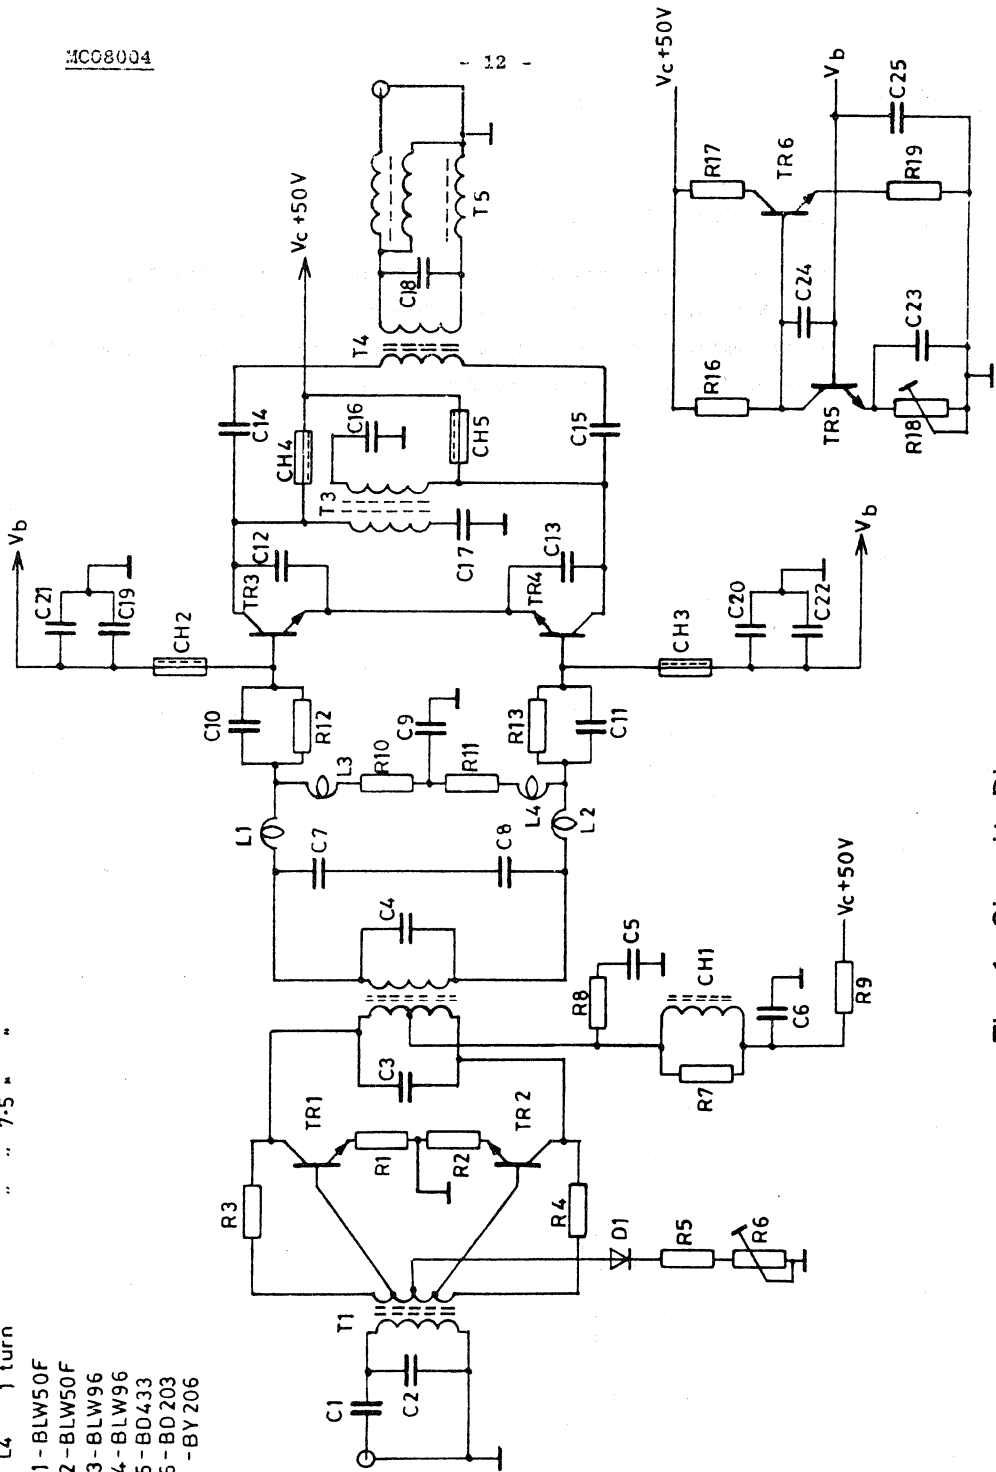 MCO8004
- 12 -
L4 ) turn
" " 7.5 " "
1 - BLW50F
2 - BLW50F
3 - BLW96
4 - BLW96
5 - BD433
6 - BD203
- BY206
C1
C2
T1
R3
TR1
R1
R2
TR2
R4
D1
R5
R6
C3
C4
R8
C5
CH1
R7
C6
R9
Vc+50V
L1
C7
C8
L2
L3
R10
C9
R11
L4
C10
R12
R13
C11
Vb
C21
C19
CH2
TR3
C12
C13
TR4
CH3
C20
C22
Vb
C14
CH4
T3
C16
C17
CH5
C15
Vc+50V
T4
C18
T5
Vc+50V
R16
R17
TR6
C24
Vb
C25
TR5
R18
C23
R19